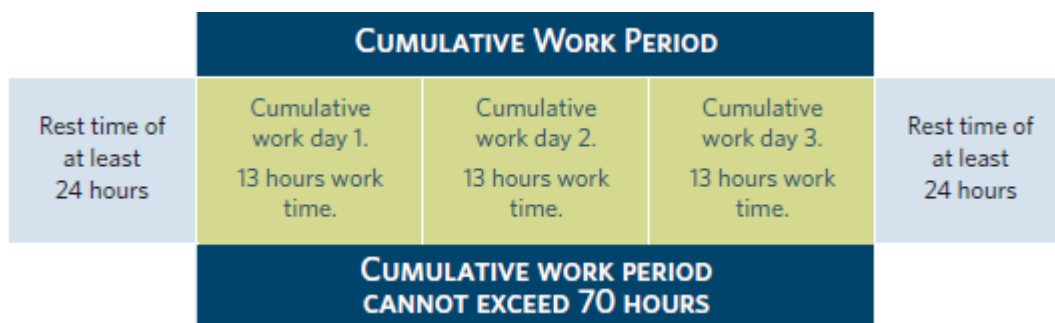 CUMULATIVE WORK PERIOD
Rest time of
at least
24 hours
Cumulative
work day 1.
13 hours work
time.
Cumulative
work day 2.
13 hours work
time.
Cumulative
work day 3.
13 hours work
time.
Rest time of
at least
24 hours
CUMULATIVE WORK PERIOD
CANNOT EXCEED 70 HOURS